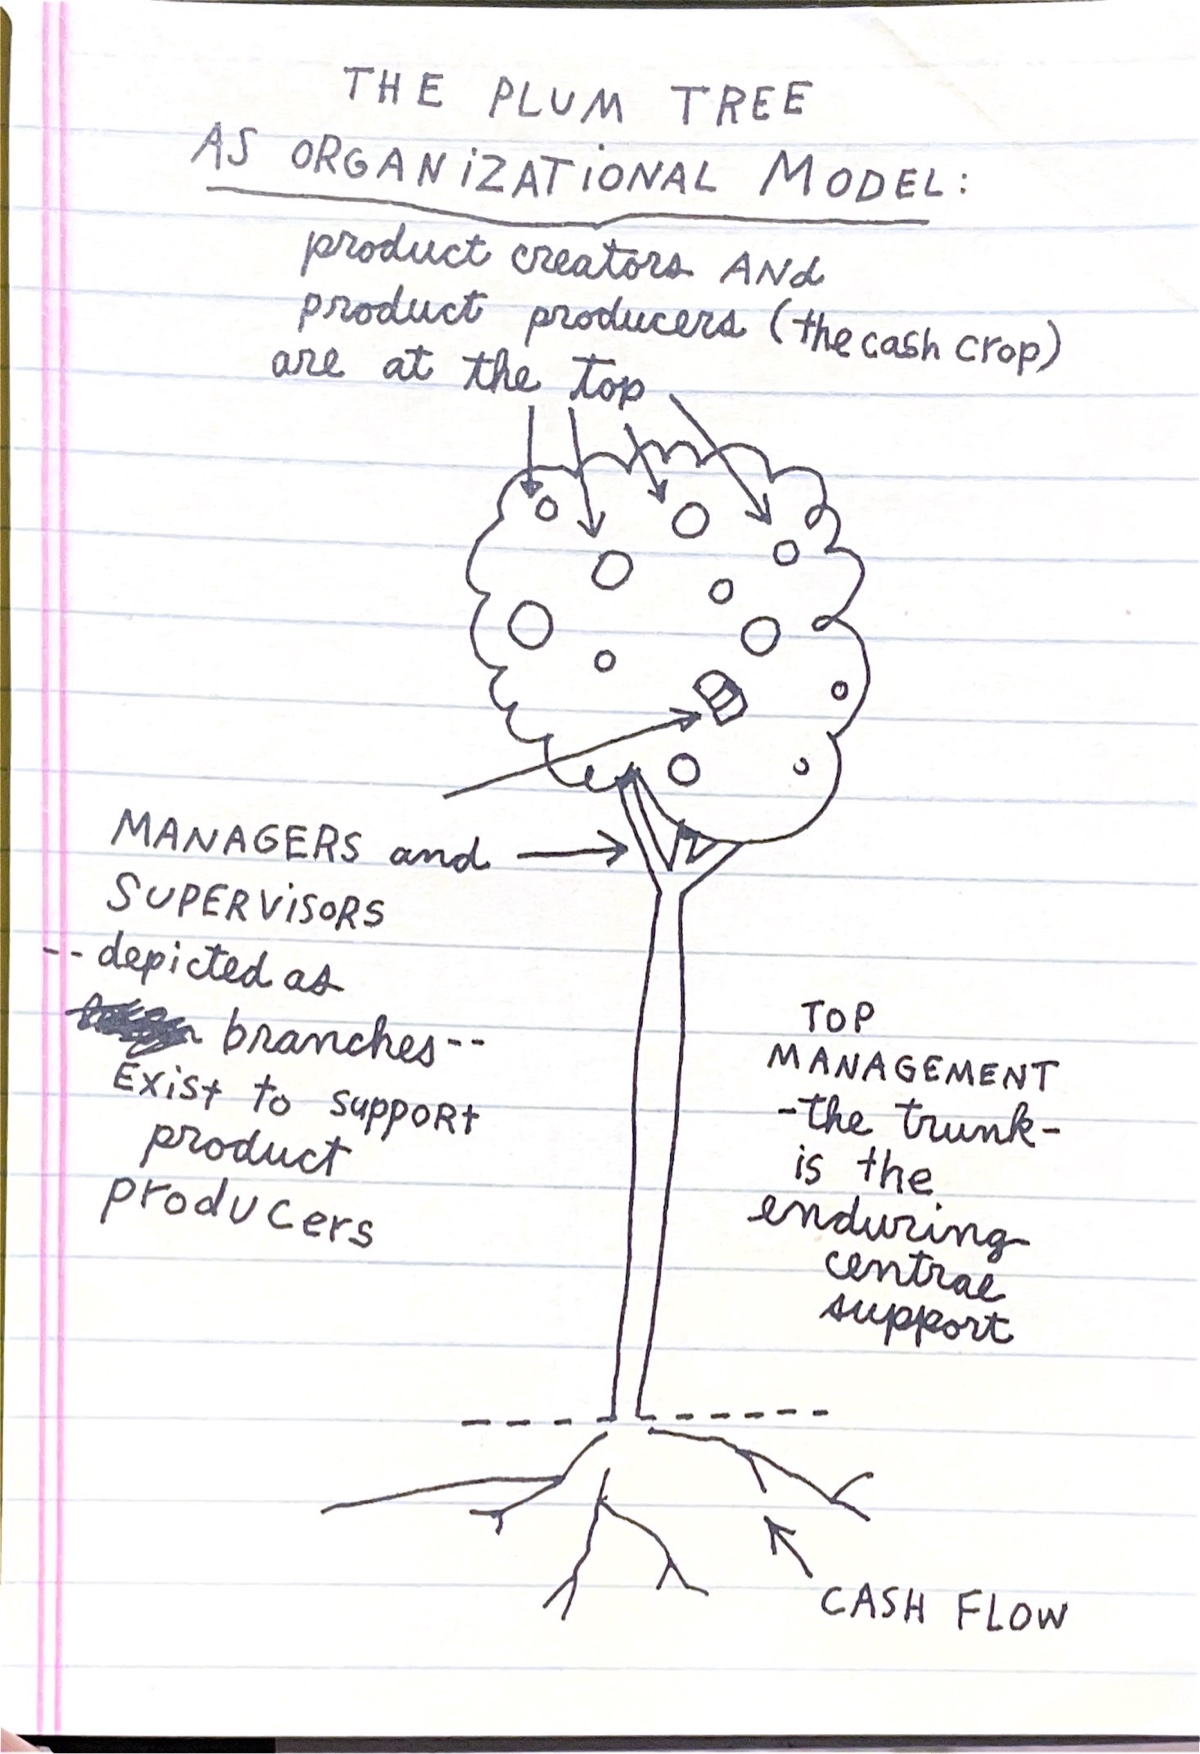 THE PLUM TREE
AS ORGANiZATiONAL MODEL:
product creators ANd
product producers (the cash crop)
are at the top
MANAGERS and
SUPERViSORS
-- depicted as
branches --
Exist to support
product
producers
TOP
MANAGEMENT
-the trunk-
is the
enduring
central
support
CASH FLOW